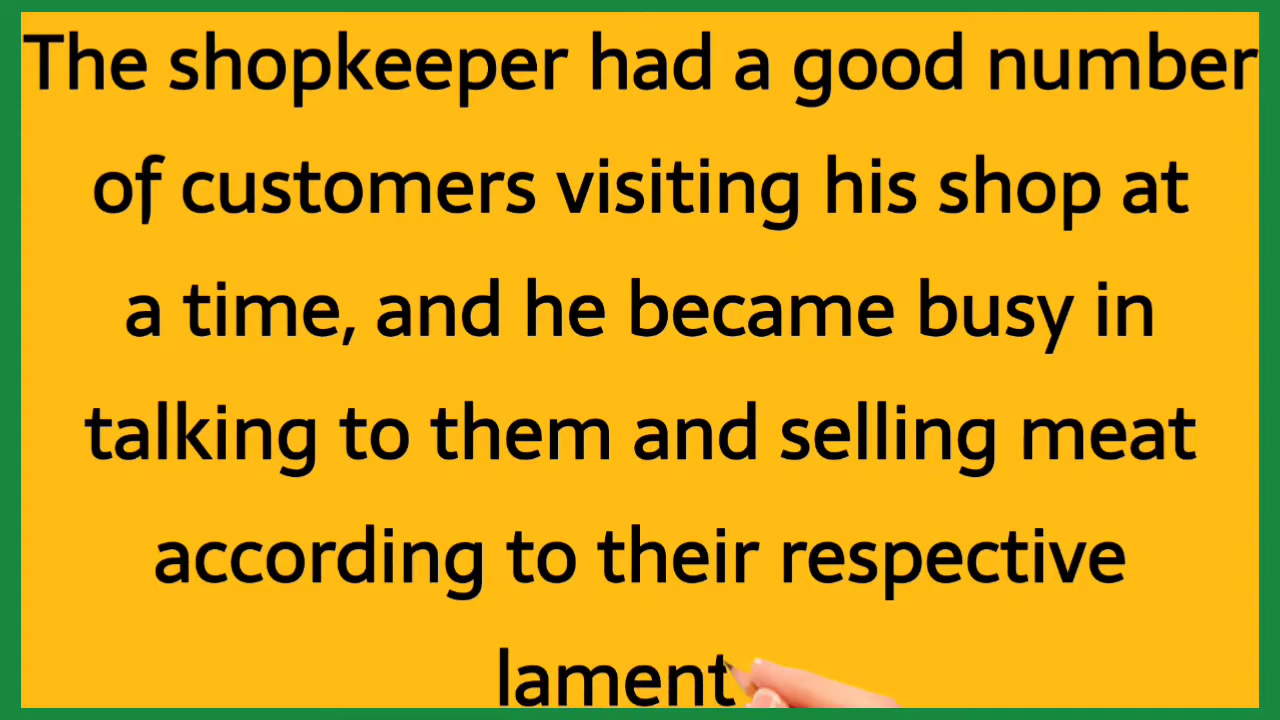 The shopkeeper had a good number
of customers visiting his shop at
a time, and he became busy in
talking to them and selling meat
according to their respective
lament